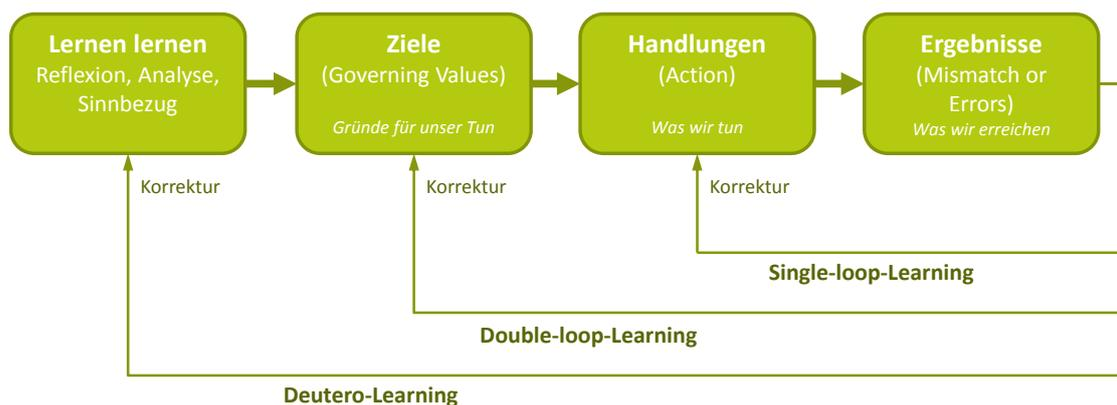 Lernen lernen
Reflexion, Analyse,
Sinnbezug
Ziele
(Governing Values)
Gründe für unser Tun
Handlungen
(Action)
Was wir tun
Ergebnisse
(Mismatch or
Errors)
Was wir erreichen
Korrektur
Korrektur
Korrektur
Single-loop-Learning
Double-loop-Learning
Deutero-Learning